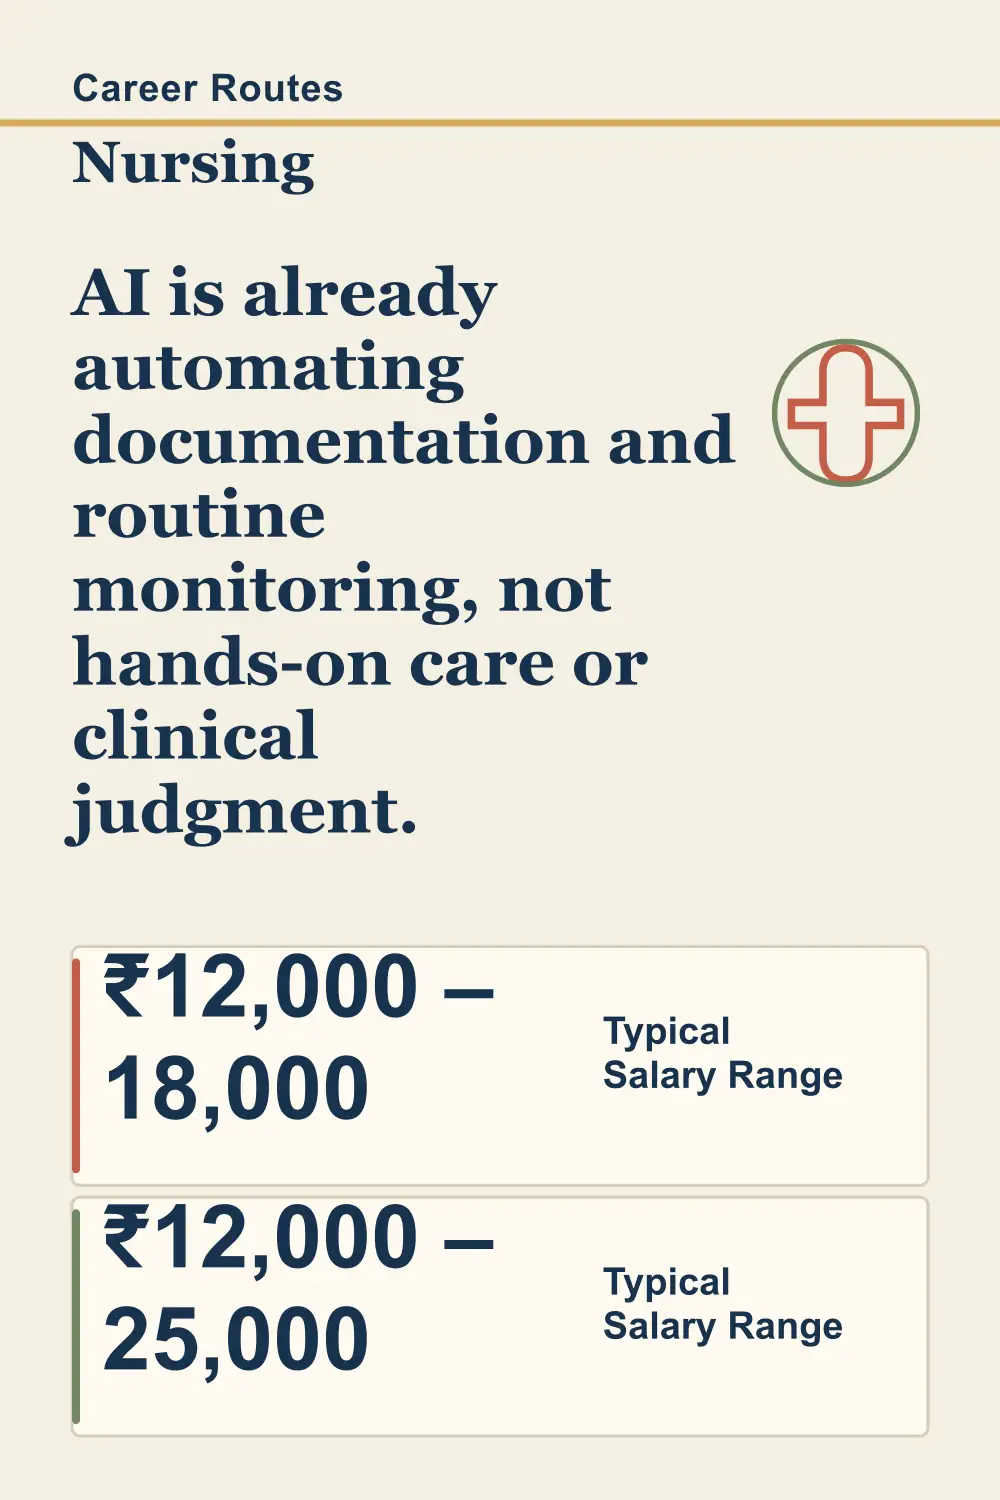 Career Routes
Nursing
AI is already
automating
documentation and
routine
monitoring, not
hands-on care or
clinical
judgment.
₹12,000 –
18,000
Typical
Salary Range
₹12,000 –
25,000
Typical
Salary Range